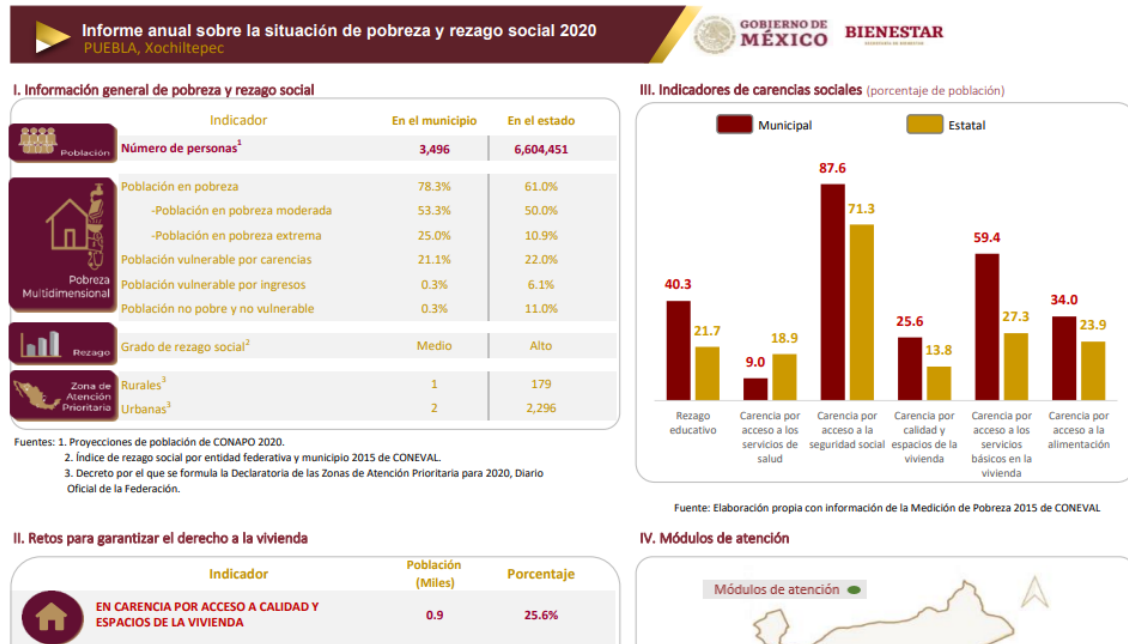 Informe anual sobre la situación de pobreza y rezago social 2020
PUEBLA, Xochiltepec
GOBIERNO DE
MÉXICO
BIENESTAR
SECRETARÍA DE BIENESTAR
I. Información general de pobreza y rezago social
Indicador En el municipio En el estado
Población
Número de personas1 3,496 6,604,451
Población en pobreza 78.3% 61.0%
-Población en pobreza moderada 53.3% 50.0%
-Población en pobreza extrema 25.0% 10.9%
Población vulnerable por carencias 21.1% 22.0%
Pobreza
Multidimensional
Población vulnerable por ingresos 0.3% 6.1%
Población no pobre y no vulnerable 0.3% 11.0%
Rezago
Grado de rezago social2 Medio Alto
Zona de
Atención
Prioritaria
Rurales3 1 179
Urbanas3 2 2,296
Fuentes: 1. Proyecciones de población de CONAPO 2020.
2. Índice de rezago social por entidad federativa y municipio 2015 de CONEVAL.
3. Decreto por el que se formula la Declaratoria de las Zonas de Atención Prioritaria para 2020, Diario
Oficial de la Federación.
III. Indicadores de carencias sociales (porcentaje de población)
Municipal Estatal
40.3 21.7
9.0 18.9
87.6 71.3
25.6 13.8
59.4 27.3
34.0 23.9
Rezago
educativo
Carencia por
acceso a los
servicios de
salud
Carencia por
acceso a la
seguridad social
Carencia por
calidad y
espacios de la
vivienda
Carencia por
acceso a los
servicios
básicos en la
vivienda
Carencia por
acceso a la
alimentación
Fuente: Elaboración propia con información de la Medición de Pobreza 2015 de CONEVAL
II. Retos para garantizar el derecho a la vivienda
Indicador Población
(Miles) Porcentaje
EN CARENCIA POR ACCESO A CALIDAD Y
ESPACIOS DE LA VIVIENDA 0.9 25.6%
IV. Módulos de atención
Módulos de atención